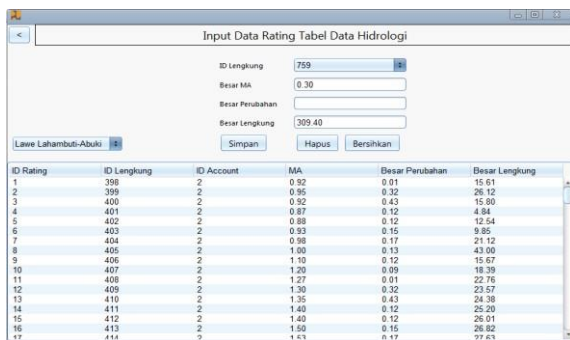 <
Input Data Rating Tabel Data Hidrologi
ID Lengkung 759
Besar MA 0.30
Besar Perubahan
Besar Lengkung 309.40
Lawe Lahambuti-Abuki Simpan Hapus Bersihkan
ID Rating ID Lengkung ID Account MA Besar Perubahan Besar Lengkung
1 398 2 0.92 0.01 15.61
2 399 2 0.95 0.32 26.12
3 400 2 0.92 0.43 15.80
4 401 2 0.87 0.12 4.84
5 402 2 0.88 0.12 12.54
6 403 2 0.93 0.15 9.85
7 404 2 0.98 0.17 21.12
8 405 2 1.00 0.13 43.00
9 406 2 1.10 0.12 15.67
10 407 2 1.20 0.09 18.39
11 408 2 1.27 0.01 22.76
12 409 2 1.30 0.32 23.57
13 410 2 1.35 0.43 24.38
14 411 2 1.40 0.12 25.20
15 412 2 1.40 0.12 26.01
16 413 2 1.50 0.15 26.82
17 414 2 1.53 0.17 27.63